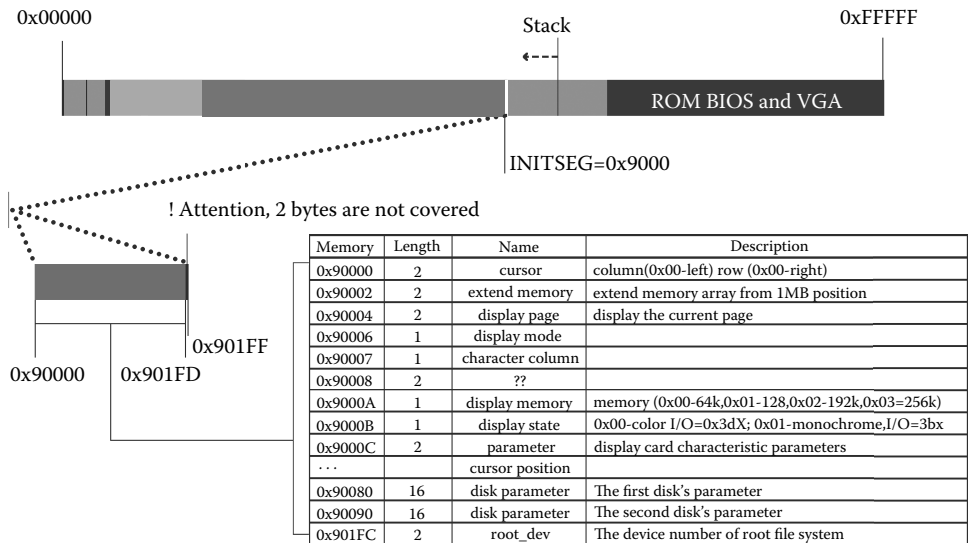 0x00000
Stack
0xFFFFF
ROM BIOS and VGA
INITSEG=0x9000
! Attention, 2 bytes are not covered
0x901FF
0x90000
0x901FD
Memory Length Name Description
0x90000 2 cursor column(0x00-left) row (0x00-right)
0x90002 2 extend memory extend memory array from 1MB position
0x90004 2 display page display the current page
0x90006 1 display mode
0x90007 1 character column
0x90008 2 ??
0x9000A 1 display memory memory (0x00-64k,0x01-128,0x02-192k,0x03=256k)
0x9000B 1 display state 0x00-color I/O=0x3dX; 0x01-monochrome,I/O=3bx
0x9000C 2 parameter display card characteristic parameters
··· cursor position
0x90080 16 disk parameter The first disk's parameter
0x90090 16 disk parameter The second disk's parameter
0x901FC 2 root_dev The device number of root file system